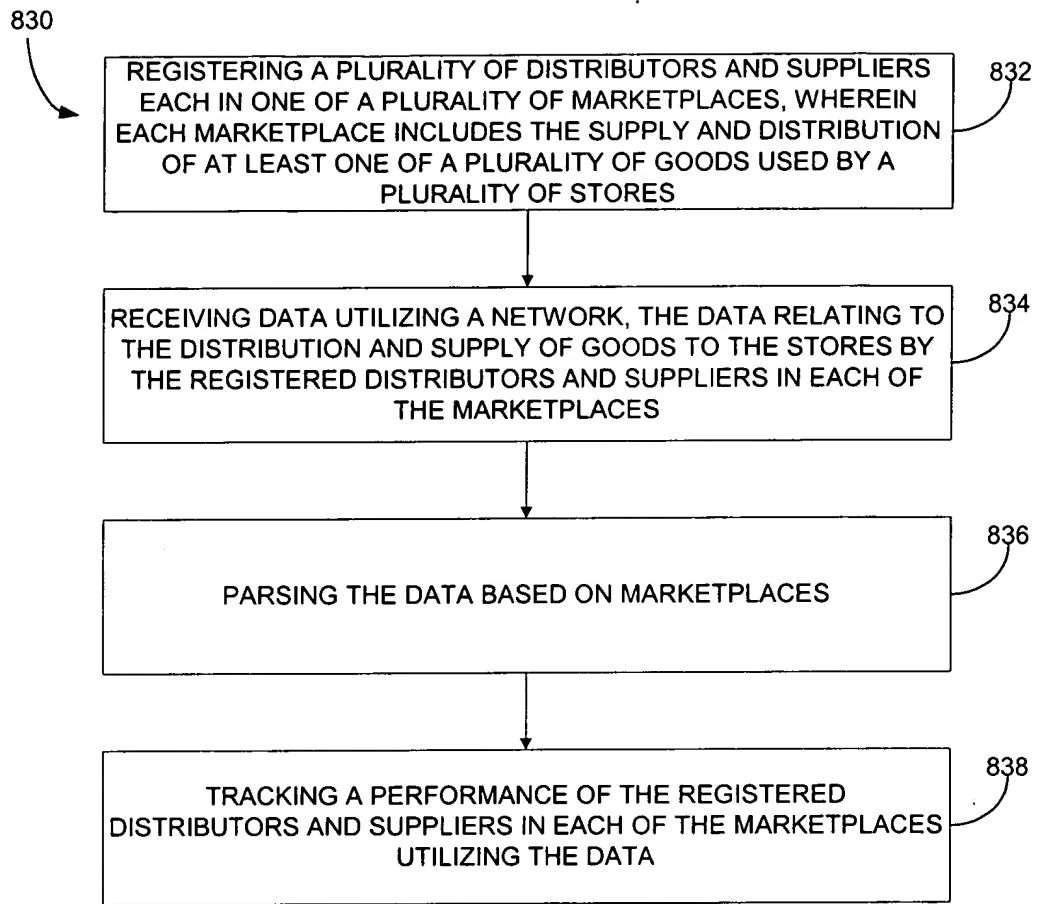 830
REGISTERING A PLURALITY OF DISTRIBUTORS AND SUPPLIERS
EACH IN ONE OF A PLURALITY OF MARKETPLACES, WHEREIN
EACH MARKETPLACE INCLUDES THE SUPPLY AND DISTRIBUTION
OF AT LEAST ONE OF A PLURALITY OF GOODS USED BY A
PLURALITY OF STORES
832
RECEIVING DATA UTILIZING A NETWORK, THE DATA RELATING TO
THE DISTRIBUTION AND SUPPLY OF GOODS TO THE STORES BY
THE REGISTERED DISTRIBUTORS AND SUPPLIERS IN EACH OF
THE MARKETPLACES
834
PARSING THE DATA BASED ON MARKETPLACES
836
TRACKING A PERFORMANCE OF THE REGISTERED
DISTRIBUTORS AND SUPPLIERS IN EACH OF THE MARKETPLACES
UTILIZING THE DATA
838